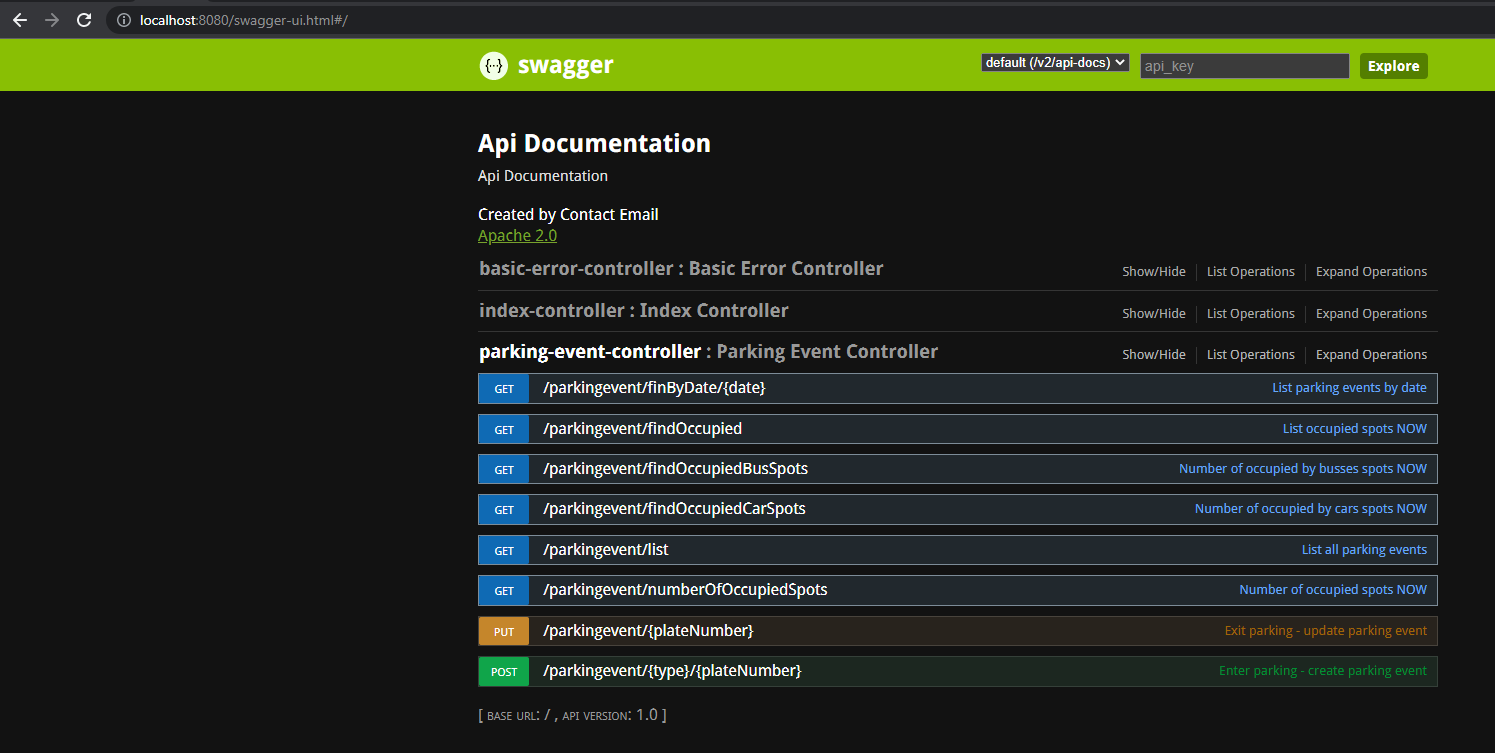 localhost:8080/swagger-ui.html#/
{··} swagger default (/v2/api-docs) api_key Explore
Api Documentation
Api Documentation
Created by Contact Email
Apache 2.0
basic-error-controller : Basic Error Controller Show/Hide List Operations Expand Operations
index-controller : Index Controller Show/Hide List Operations Expand Operations
parking-event-controller : Parking Event Controller Show/Hide List Operations Expand Operations
GET /parkingevent/finByDate/{date} List parking events by date
GET /parkingevent/findOccupied List occupied spots NOW
GET /parkingevent/findOccupiedBusSpots Number of occupied by busses spots NOW
GET /parkingevent/findOccupiedCarSpots Number of occupied by cars spots NOW
GET /parkingevent/list List all parking events
GET /parkingevent/numberOfOccupiedSpots Number of occupied spots NOW
PUT /parkingevent/{plateNumber} Exit parking - update parking event
POST /parkingevent/{type}/{plateNumber} Enter parking - create parking event
[ BASE URL: / , API VERSION: 1.0 ]